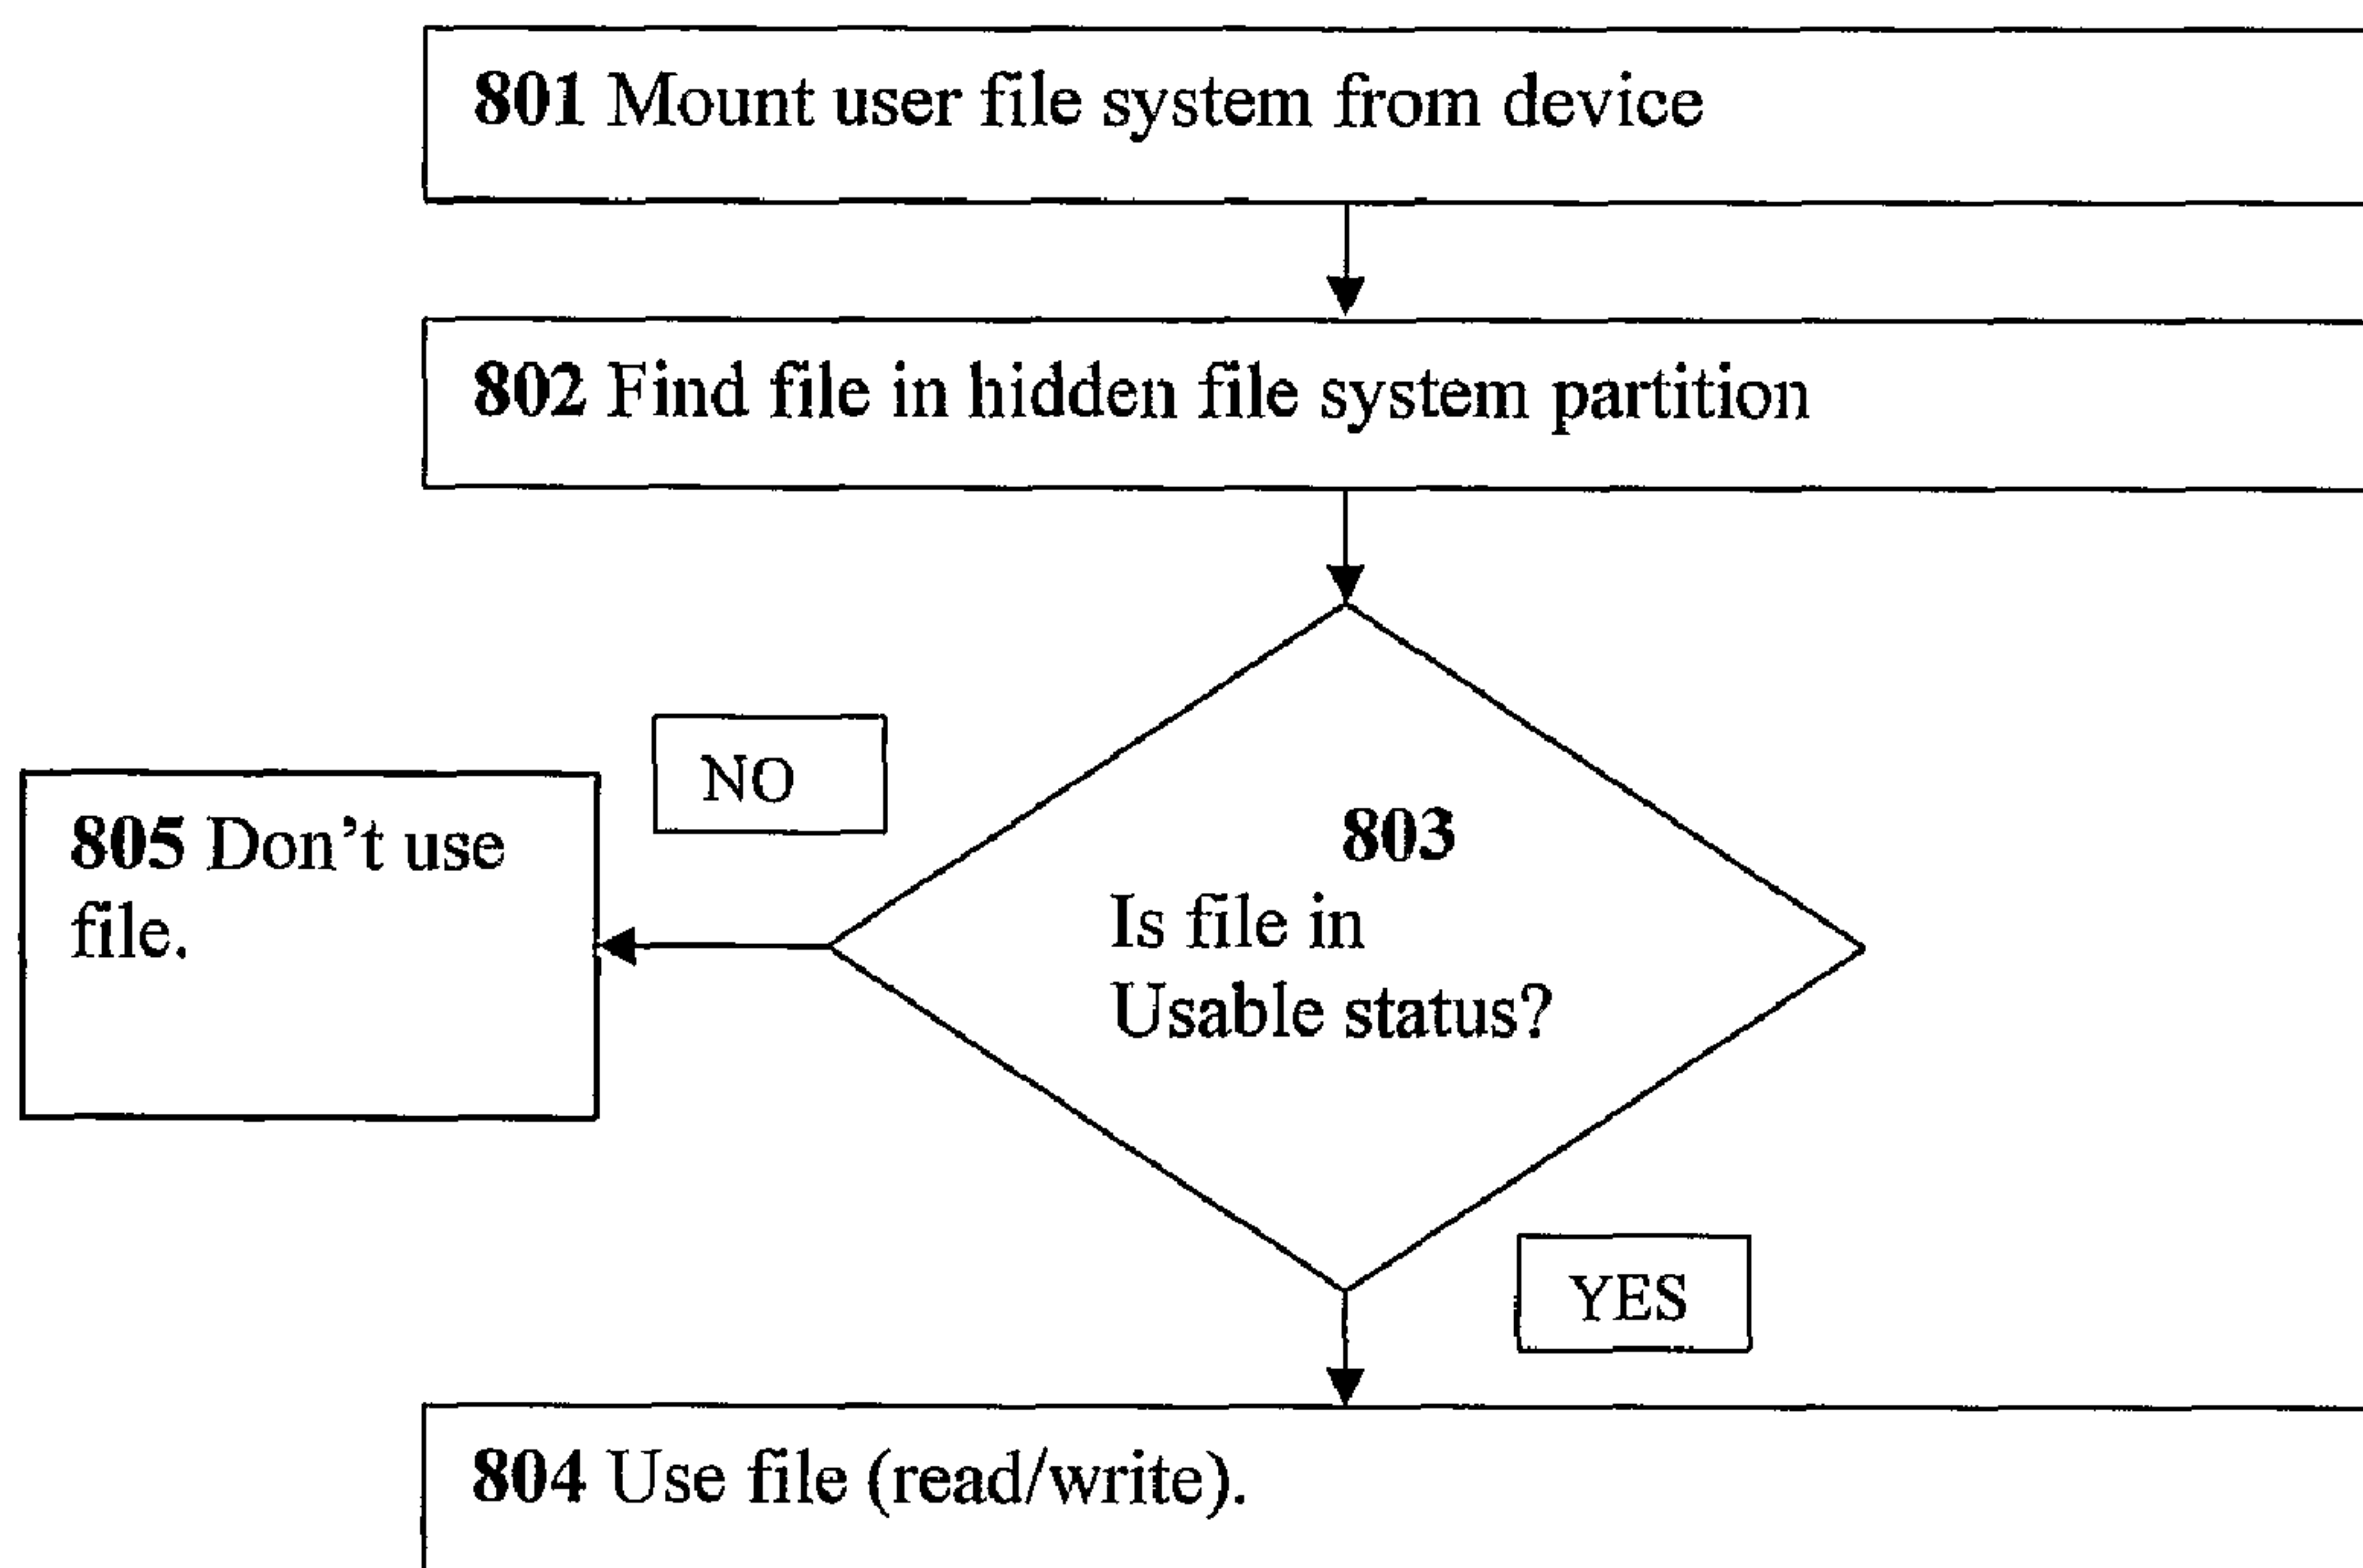 801 Mount user file system from device
802 Find file in hidden file system partition
NO
805 Don't use
file.
803
Is file in
Usable status?
YES
804 Use file (read/write).